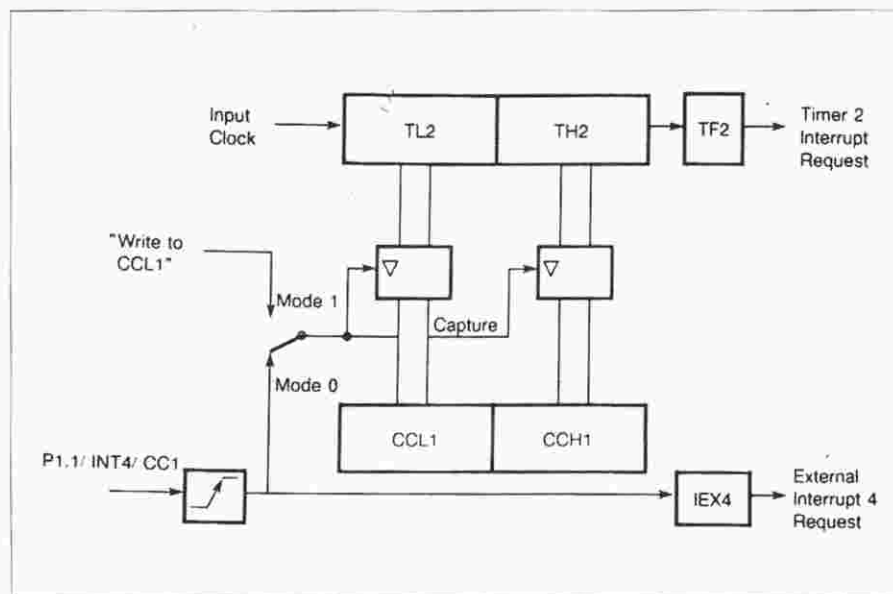 Input
Clock
TL2
TH2
TF2
Timer 2
Interrupt
Request
"Write to
CCL1"
Mode 1
Capture
Mode 0
CCL1
CCH1
P1.1/ INT4/ CC1
IEX4
External
Interrupt 4
Request